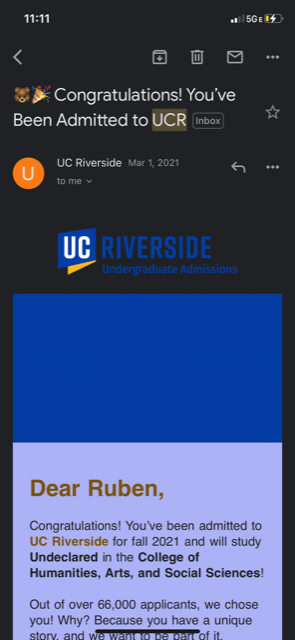 11:11
5GE
🐻🎉 Congratulations! You've
Been Admitted to UCR Inbox
U
UC Riverside Mar 1, 2021
to me
UC RIVERSIDE
Undergraduate Admissions
Dear Ruben,
Congratulations! You've been admitted to
UC Riverside for fall 2021 and will study
Undeclared in the College of
Humanities, Arts, and Social Sciences!
Out of over 66,000 applicants, we chose
you! Why? Because you have a unique
story, and we want to be part of it.